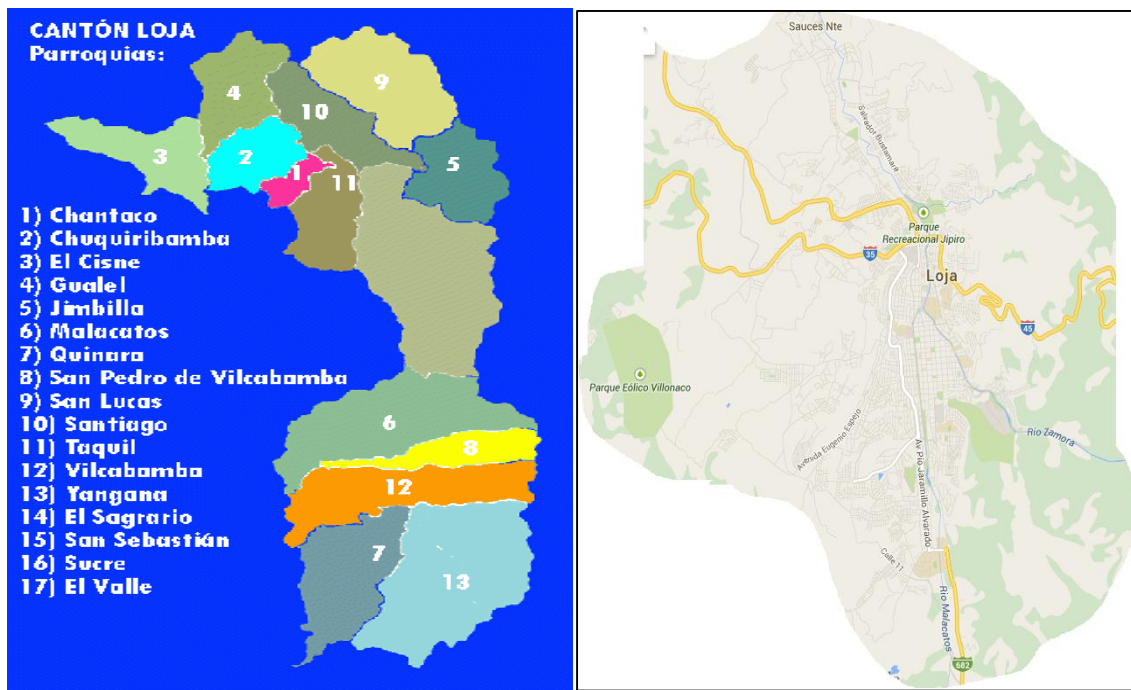 CANTÓN LOJA
Parroquias:
4
9
10
3
2
1
11
5
1) Chantaco
2) Chuquiribamba
3) El Cisne
4) Gualel
5) Jimbilla
6) Malacatos
7) Quinara
8) San Pedro de Vilcabamba
9) San Lucas
10) Santiago
11) Taquil
12) Vilcabamba
13) Yangana
14) El Sagrario
15) San Sebastián
16) Sucre
17) El Valle
6
8
12
7
13
Sauces Nte
Salvador Bustamante
Parque
Recreacional Jipiro
35
Loja
45
Parque Eólico Villonaco
Avenida Eugenio Espejo
Rio Zamora
Av Pío Jaramillo Alvarado
Calle 11
Rio Malacatos
682